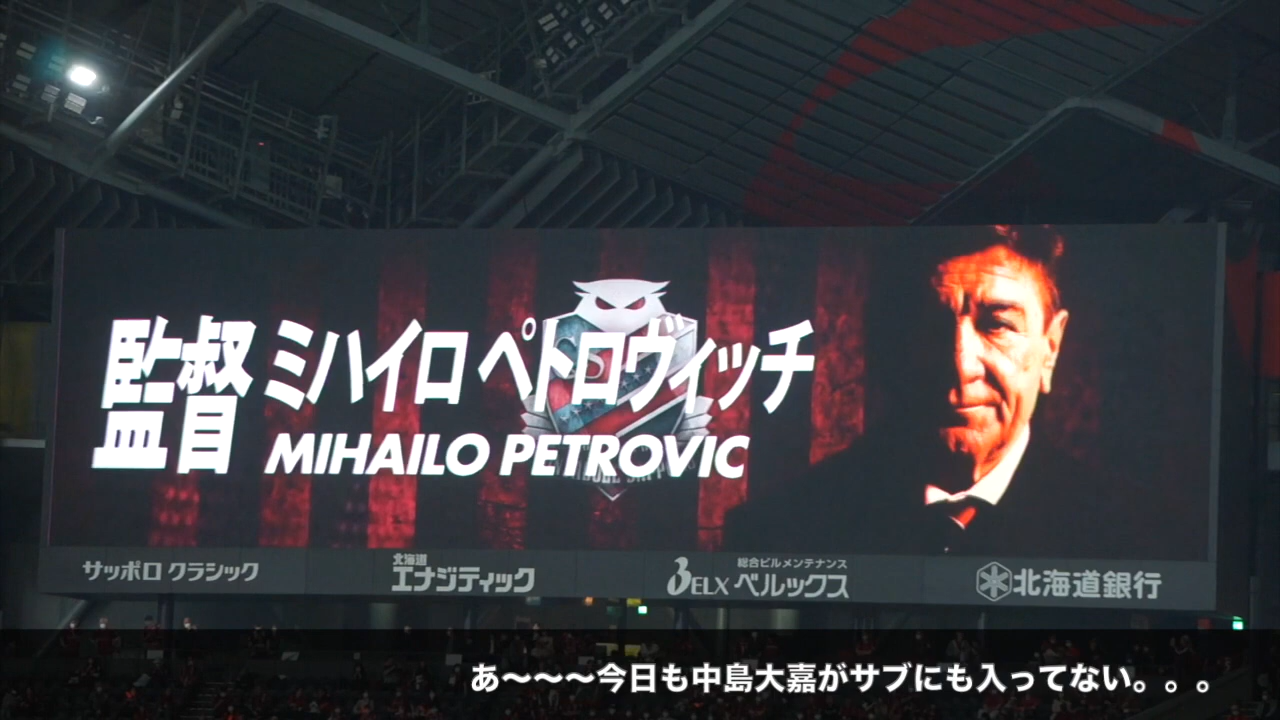 監督 ミハイロ ペトロヴィッチ
MIHAILO PETROVIC
サッポロ クラシック
北海道
エナジティック
総合ビルメンテナンス
BELX ベルックス
北海道銀行
あ〜〜〜今日も中島大嘉がサブにも入ってない。。。